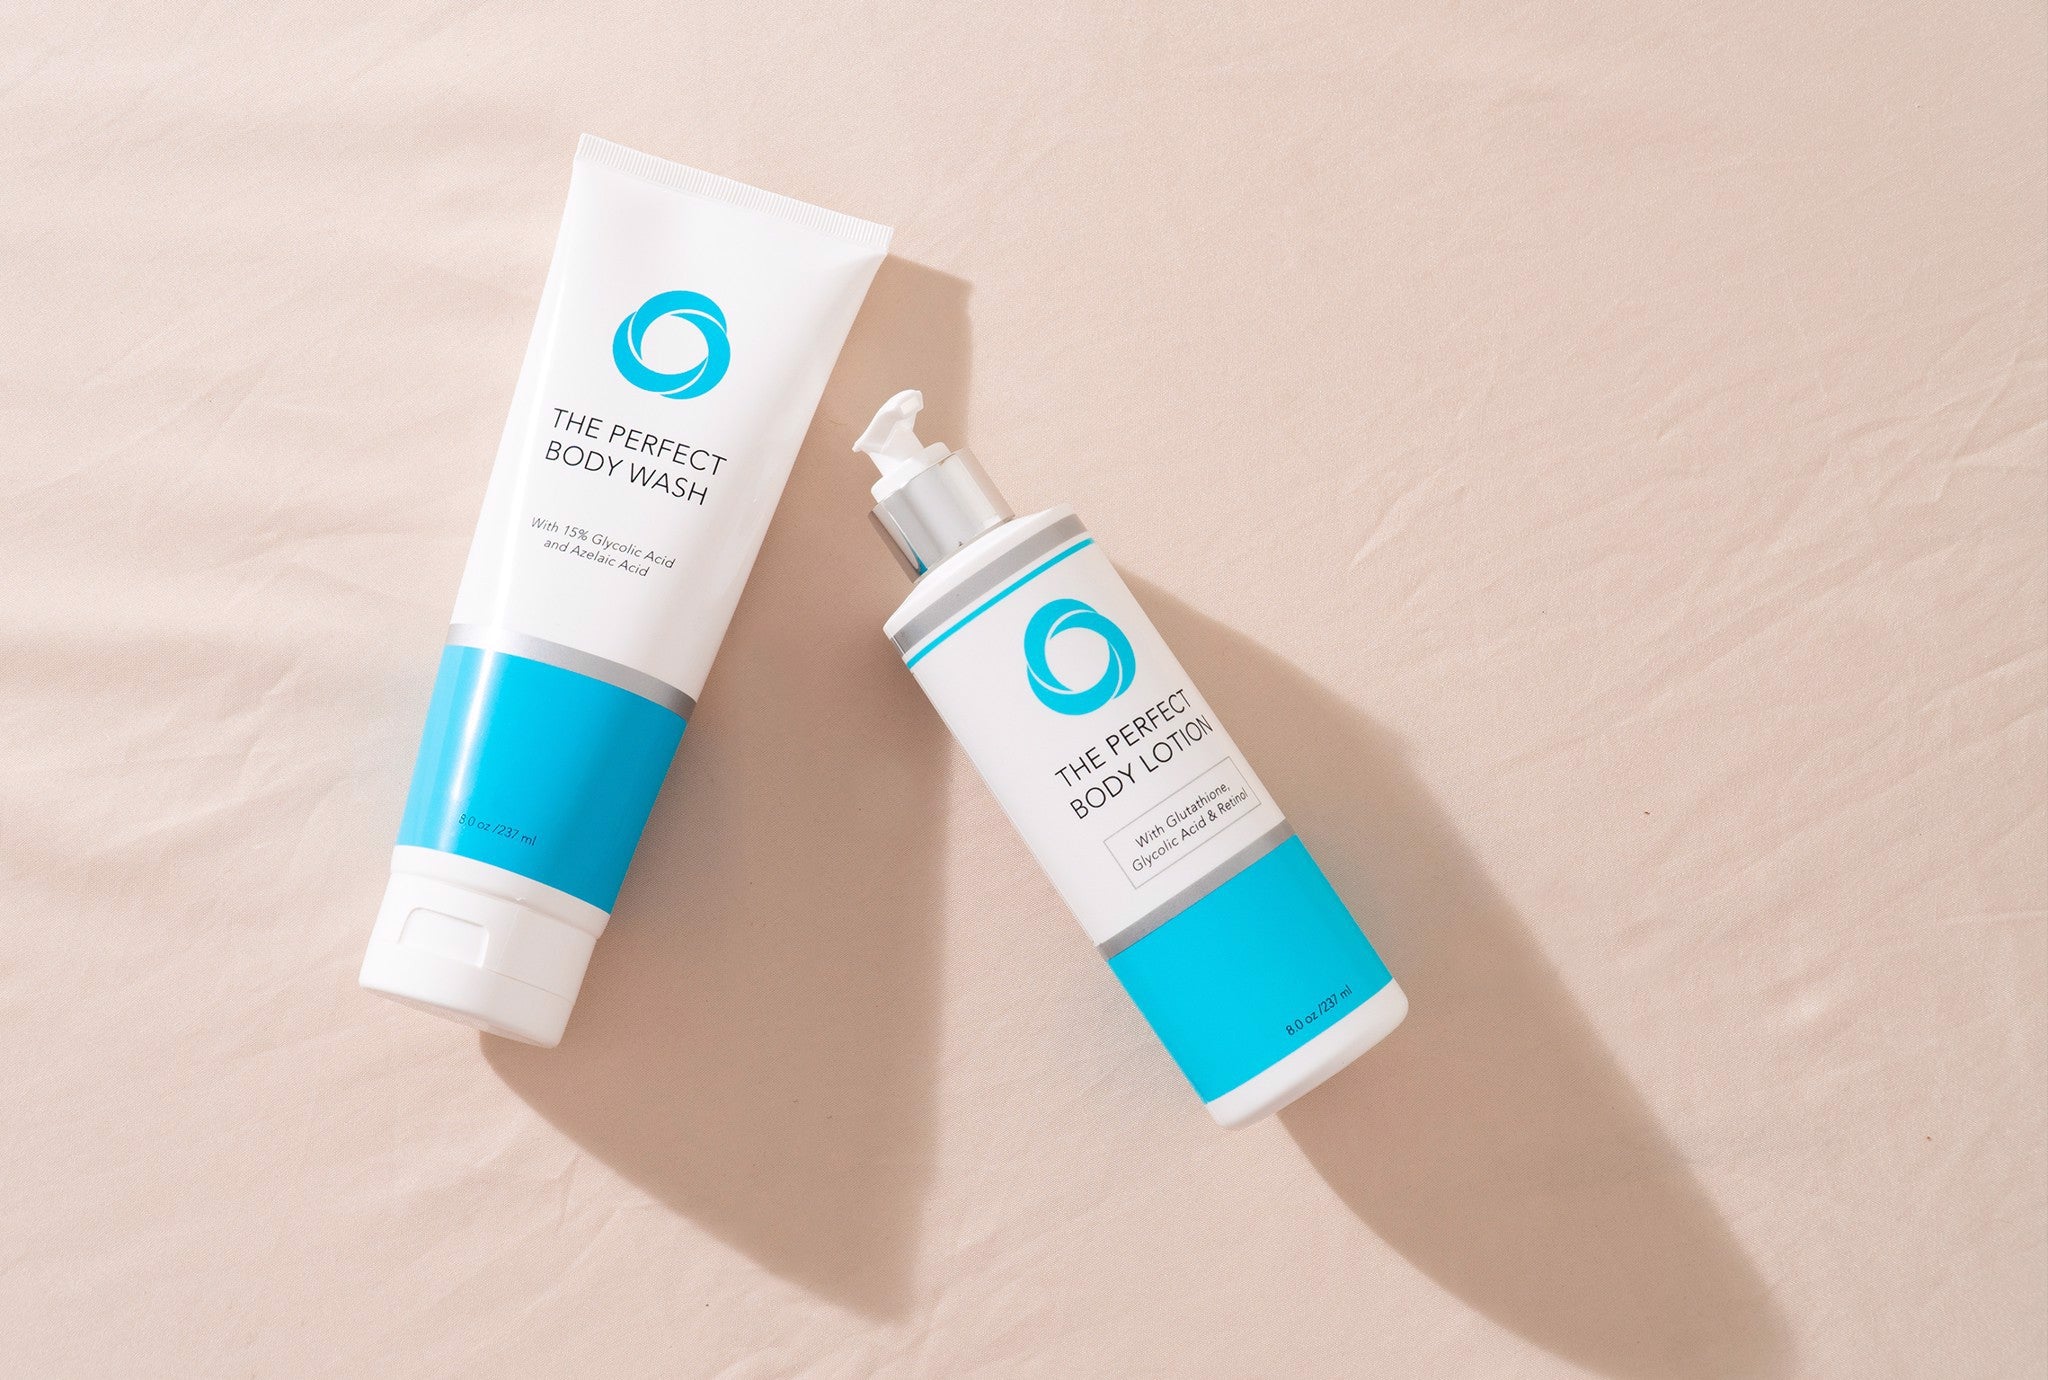 THE PERFECT
BODY WASH
With 15% Glycolic Acid
and Azelaic Acid
8.0 oz /237 ml
THE PERFECT
BODY LOTION
With Glutathione,
Glycolic Acid & Retinol
8.0 oz /237 ml